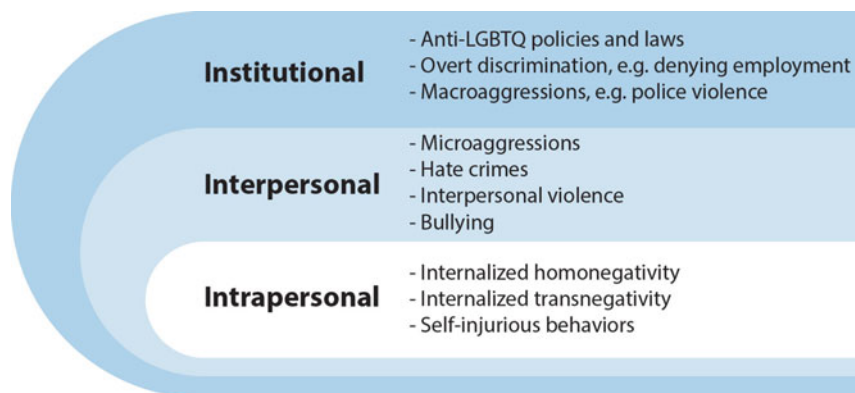 Institutional
- Anti-LGBTQ policies and laws
- Overt discrimination, e.g. denying employment
- Macroaggressions, e.g. police violence
Interpersonal
- Microaggressions
- Hate crimes
- Interpersonal violence
- Bullying
Intrapersonal
- Internalized homonegativity
- Internalized transnegativity
- Self-injurious behaviors